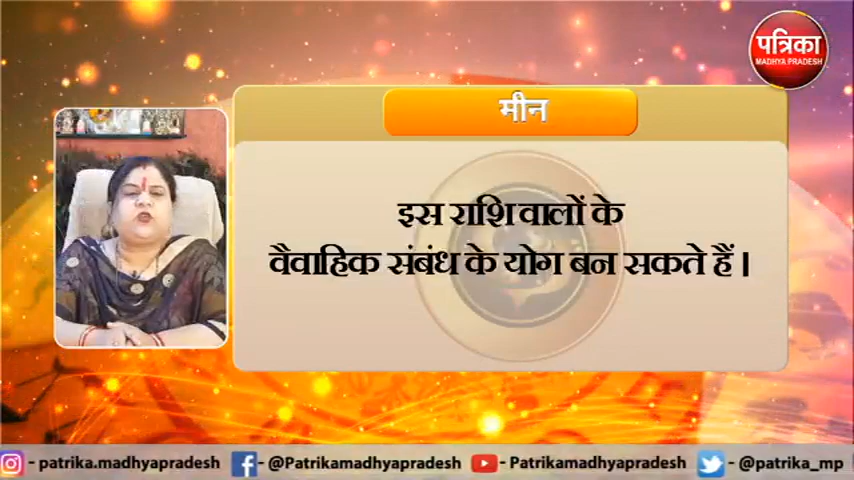 पत्रिका
MADHYA PRADESH
मीन
इस राशि वालों के
वैवाहिक संबंध के योग बन सकते हैं।
- patrika.madhyapradesh
- @Patrikamadhyapradesh
- Patrikamadhyapradesh
- @patrika_mp